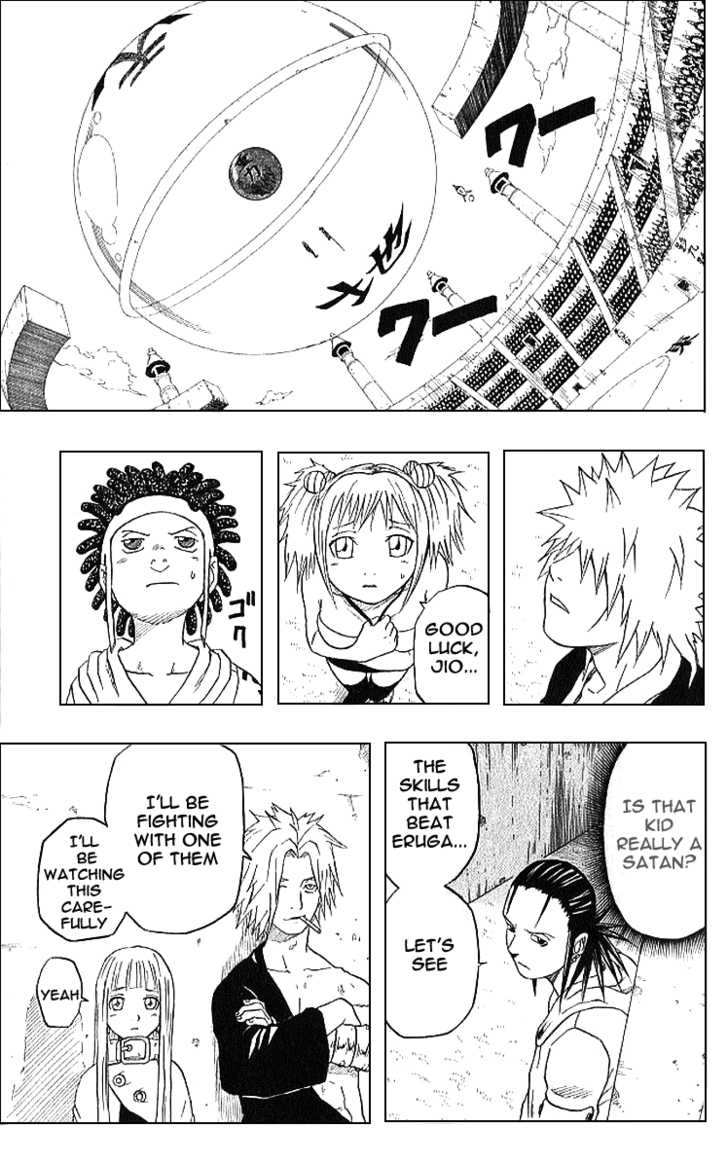 ワー
ワー
GOOD
LUCK,
JIO...
ゴク
IS THAT
KID
REALLY A
SATAN?
THE
SKILLS
THAT
BEAT
ERUGA...
LET'S
SEE
I'LL BE
FIGHTING
WITH ONE
OF THEM
I'LL
BE
WATCHING
THIS
CARE-
FULLY
YEAH